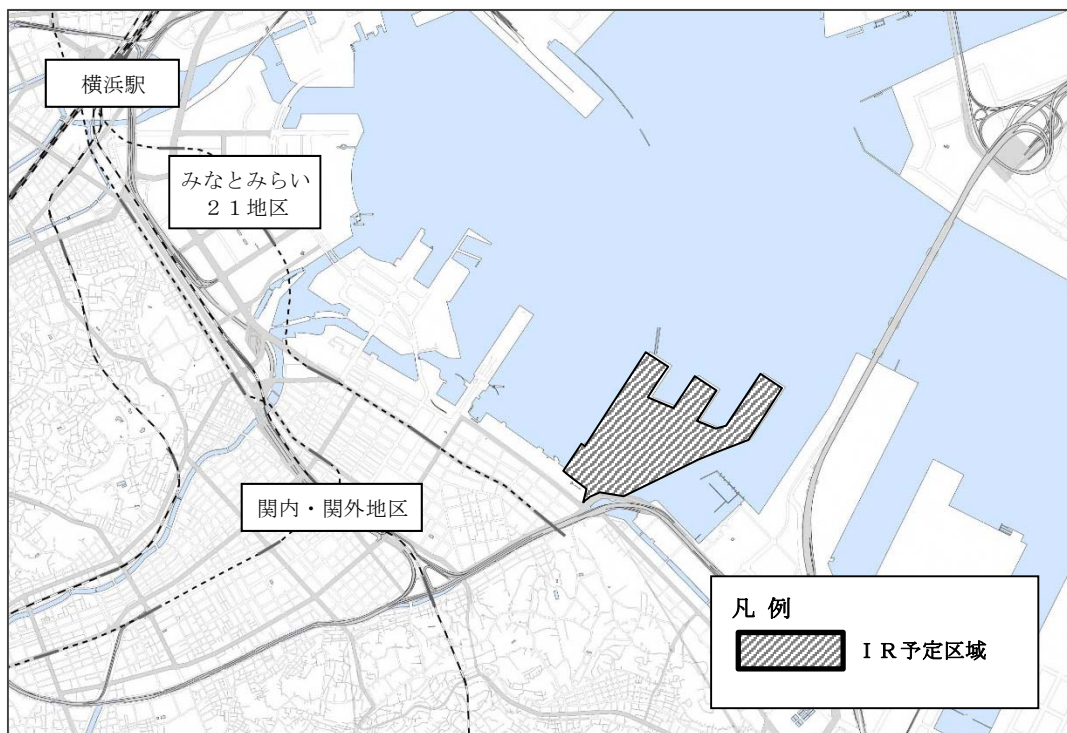 横浜駅
みなとみらい
２１地区
関内・関外地区
凡 例
ＩＲ予定区域